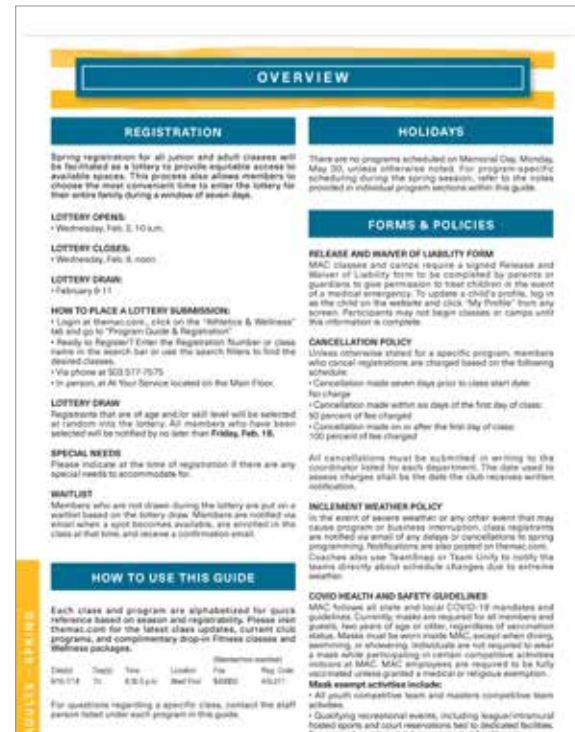 OVERVIEW
REGISTRATION
Spring registration for all junior and adult classes will
be facilitated as a lottery to provide equitable access to
available spaces. This process also allows members to
choose the most convenient time to enter the lottery for
their entire family during a window of seven days.
LOTTERY OPENS:
• Wednesday, Feb. 2, 10 a.m.
LOTTERY CLOSES:
• Wednesday, Feb. 9, noon
LOTTERY DRAW:
• February 9-11
HOW TO PLACE A LOTTERY SUBMISSION:
• Login at themac.com, click on the "Athletics & Wellness"
tab and go to "Program Guide & Registration"
• Ready to Register? Enter the Registration Number or class
name in the search bar or use the search filters to find the
desired classes.
• Via phone at 503-517-7575
• In person, at At Your Service located on the Main Floor.
LOTTERY DRAW
Registrants that are of age and/or skill level will be selected
at random into the lottery. All members who have been
selected will be notified by no later than Friday, Feb. 18.
SPECIAL NEEDS
Please indicate at the time of registration if there are any
special needs to accommodate for.
WAITLIST
Members who are not drawn during the lottery are put on a
waitlist based on the lottery draw. Members are notified via
email when a spot becomes available, are enrolled in the
class at that time, and receive a confirmation email.
HOW TO USE THIS GUIDE
Each class and program are alphabetized for quick
reference based on season and registrability. Please visit
themac.com for the latest class updates, current club
programs, and complimentary drop-in Fitness classes and
Wellness packages.
Date(s) Day(s) Time Location Fee Reg. Code
For questions regarding a specific class, contact the staff
person listed under each program in this guide.
ADULTS – SPRING
HOLIDAYS
There are no programs scheduled on Memorial Day, Monday,
May 30, unless otherwise noted. For program-specific
scheduling during the spring session, refer to the notes
provided in individual program sections within this guide.
FORMS & POLICIES
RELEASE AND WAIVER OF LIABILITY FORM
MAC classes and camps require a signed Release and
Waiver of Liability form to be completed by parents or
guardians to give permission to treat children in the event
of a medical emergency. To update a child's profile, log in
as the child on the website and click "My Profile" from any
screen. Participants may not begin classes or camps until
this information is complete.
CANCELLATION POLICY
Unless otherwise stated for a specific program, members
who cancel registrations are charged based on the following
schedule:
• Cancellation made seven days prior to class start date:
No charge
• Cancellation made within six days of the first day of class:
50 percent of fee charged
• Cancellation made on or after the first day of class:
100 percent of fee charged
All cancellations must be submitted in writing to the
coordinator listed for each department. The date used to
assess charges shall be the date the club receives written
notification.
INCLEMENT WEATHER POLICY
In the event of severe weather or any other event that may
cause program or business interruption, class registrants
are notified via email of any delays or cancellations to spring
programming. Notifications are also posted on themac.com.
Coaches also use TeamSnap or Team Unify to notify the
teams directly about schedule changes due to extreme
weather.
COVID HEALTH AND SAFETY GUIDELINES
MAC follows all state and local COVID-19 mandates and
guidelines. Currently, masks are required for all members and
guests, two years of age or older, regardless of vaccination
status. Masks must be worn inside MAC, except when diving,
swimming, or showering. Individuals are not required to wear
a mask while participating in certain competitive activities
indoors at MAC. MAC employees are required to be fully
vaccinated unless granted a medical or religious exemption.
Mask exempt activities include:
• All youth competitive team and masters competitive team
activities.
• Qualifying recreational events, including league/intramural
hosted sports and court reservations tied to dedicated facilities.